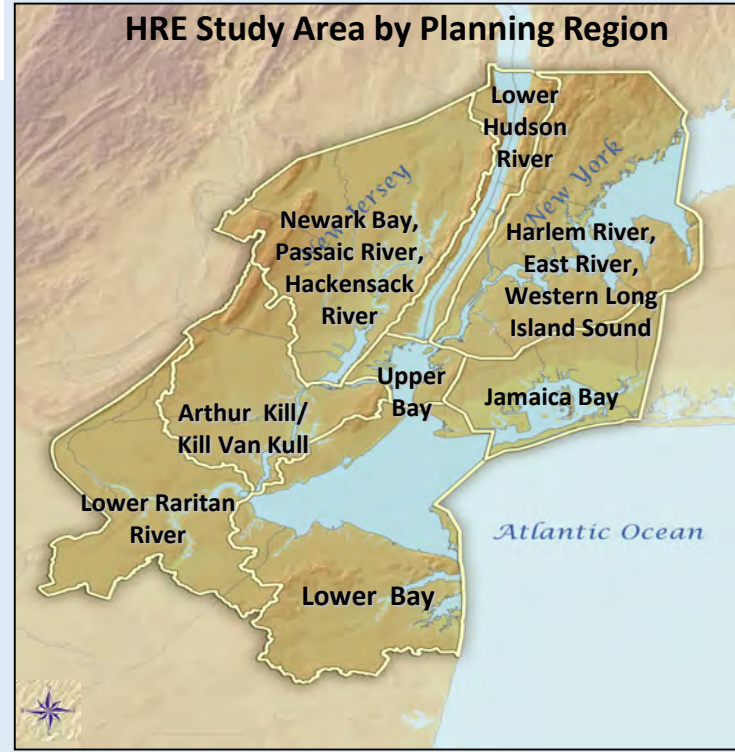 HRE Study Area by Planning Region
Lower
Hudson
River
New Jersey
New York
Newark Bay,
Passaic River,
Hackensack
River
Harlem River,
East River,
Western Long
Island Sound
Upper
Bay
Jamaica Bay
Arthur Kill/
Kill Van Kull
Lower Raritan
River
Atlantic Ocean
Lower Bay